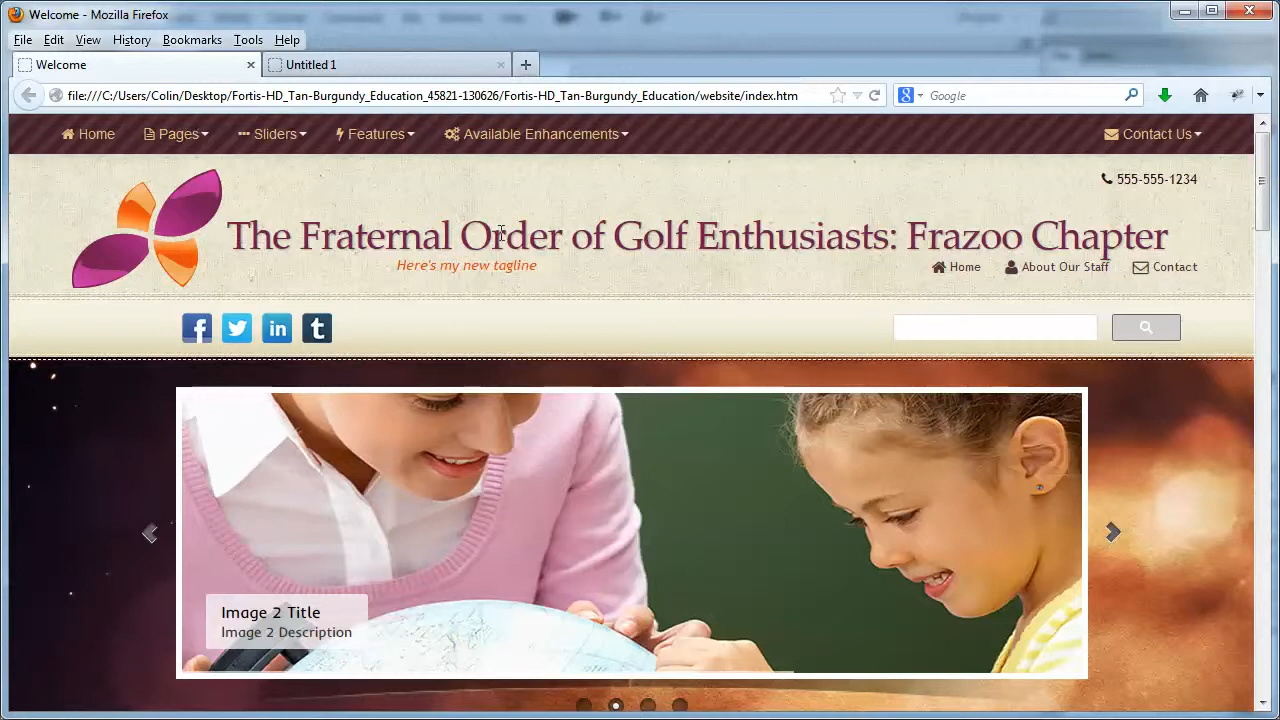 Welcome - Mozilla Firefox
File Edit View History Bookmarks Tools Help
Welcome Untitled 1
file:///C:/Users/Colin/Desktop/Fortis-HD_Tan-Burgundy_Education_45821-130626/Fortis-HD_Tan-Burgundy_Education/website/index.htm Google
Home Pages Sliders Features Available Enhancements Contact Us
555-555-1234
The Fraternal Order of Golf Enthusiasts: Frazoo Chapter
Here's my new tagline
Home About Our Staff Contact
Image 2 Title
Image 2 Description